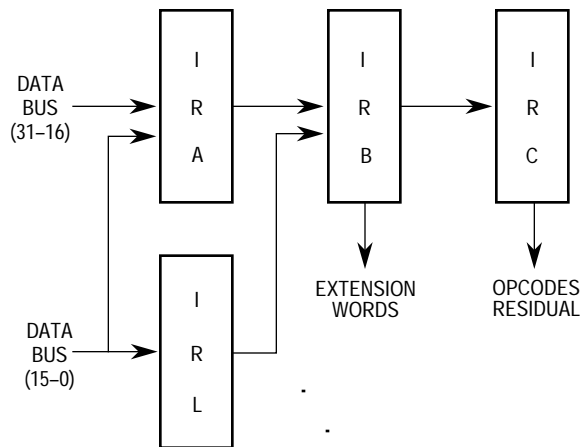 DATA
BUS
(31–16)
I
R
A
I
R
B
I
R
C
EXTENSION
WORDS
OPCODES
RESIDUAL
DATA
BUS
(15–0)
I
R
L